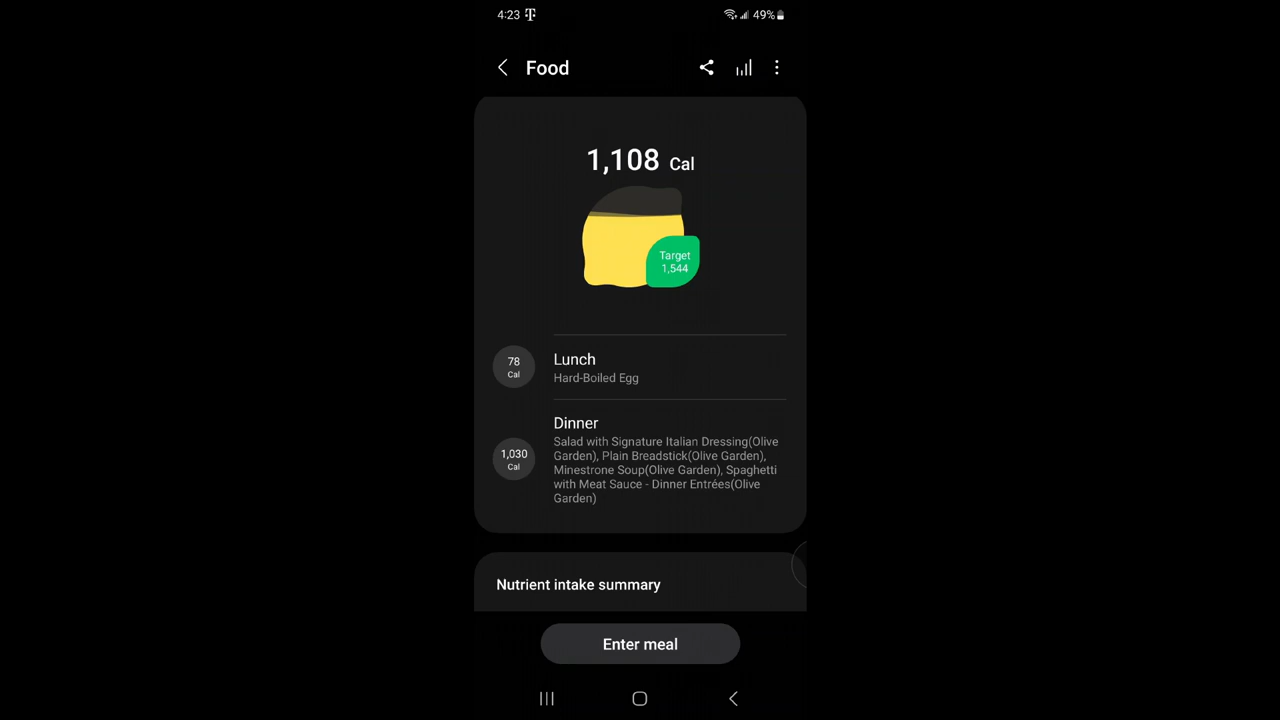 4:23 T 49%
Food
1,108 Cal
Target
1,544
78
Cal
Lunch
Hard-Boiled Egg
1,030
Cal
Dinner
Salad with Signature Italian Dressing(Olive
Garden), Plain Breadstick(Olive Garden),
Minestrone Soup(Olive Garden), Spaghetti
with Meat Sauce - Dinner Entrées(Olive
Garden)
Nutrient intake summary
Enter meal